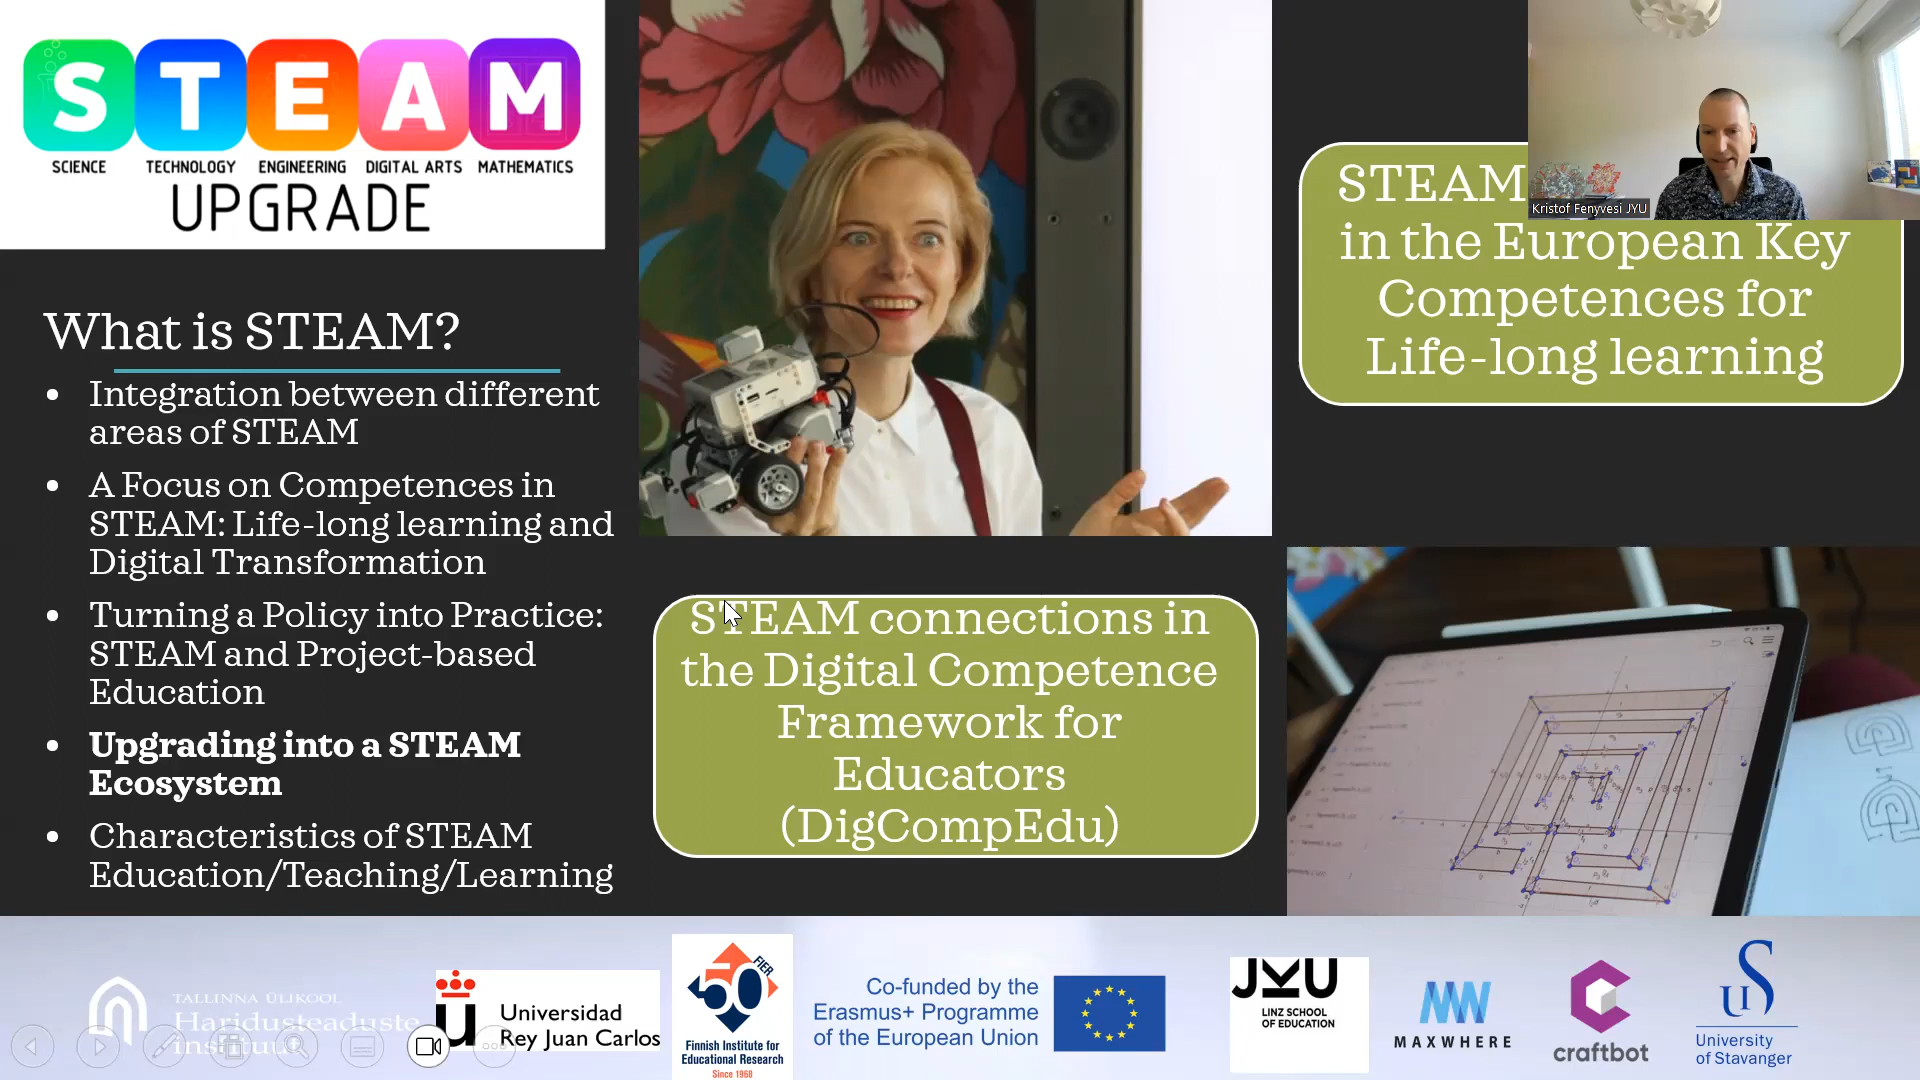 S T E A M
SCIENCE TECHNOLOGY ENGINEERING DIGITAL ARTS MATHEMATICS
UPGRADE
What is STEAM?
• Integration between different
areas of STEAM
• A Focus on Competences in
STEAM: Life-long learning and
Digital Transformation
• Turning a Policy into Practice:
STEAM and Project-based
Education
• Upgrading into a STEAM
Ecosystem
• Characteristics of STEAM
Education/Teaching/Learning
STEAM connections in
the Digital Competence
Framework for
Educators
(DigCompEdu)
STEAM
in the European Key
Competences for
Life-long learning
Kristof Fenyvesi JYU
TALLINNA ÜLIKOOL
Haridusteaduste
instituut
Universidad
Rey Juan Carlos
50
FIER
Finnish Institute for
Educational Research
Since 1968
Co-funded by the
Erasmus+ Programme
of the European Union
JKU
LINZ SCHOOL
OF EDUCATION
MAXWHERE
craftbot
University
of Stavanger